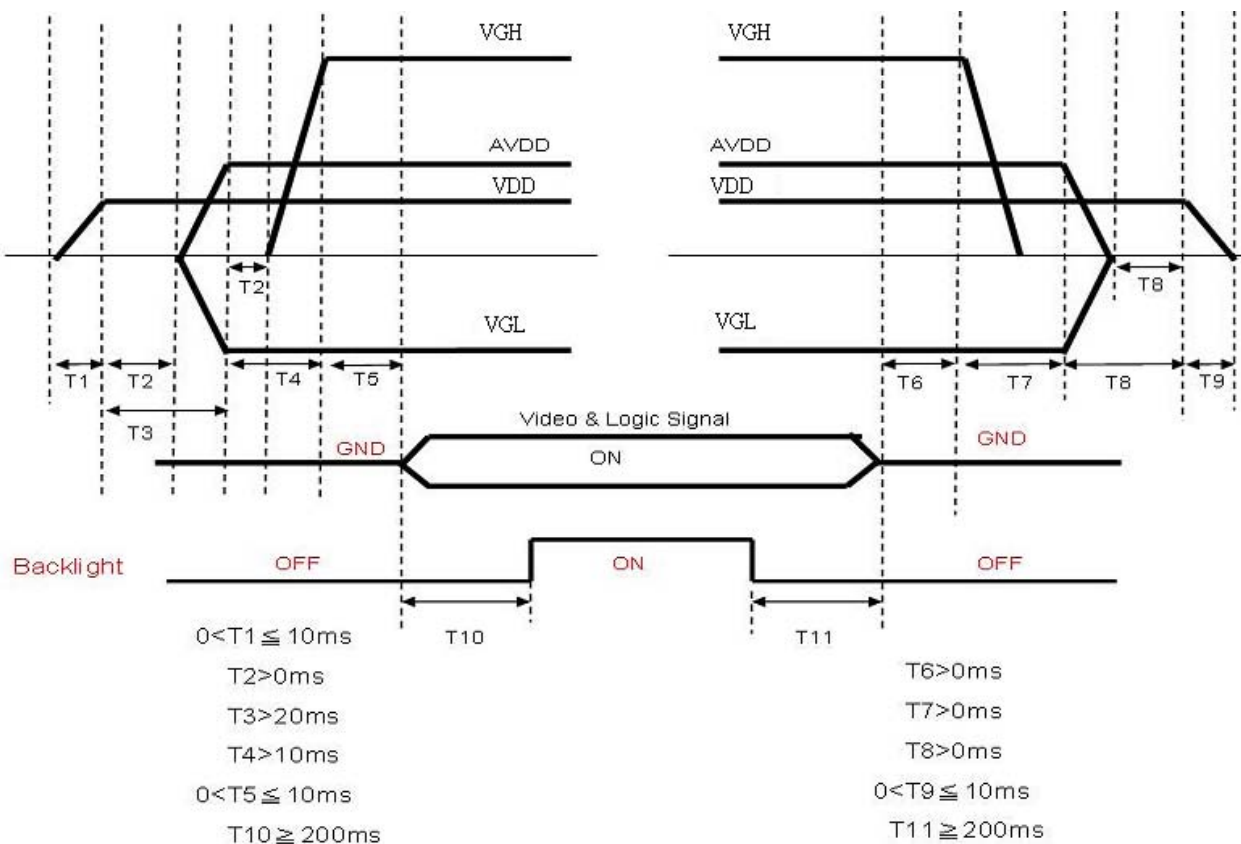 VGH
VGH
AVDD
AVDD
VDD
VDD
T2
T8
VGL
VGL
T1
T2
T4
T5
T6
T7
T8
T9
T3
Video & Logic Signal
GND
ON
GND
Backlight
OFF
ON
OFF
T10
T11
0<T1≦10ms
T2>0ms
T3>20ms
T4>10ms
0<T5≦10ms
T10≧200ms
T6>0ms
T7>0ms
T8>0ms
0<T9≦10ms
T11≧200ms